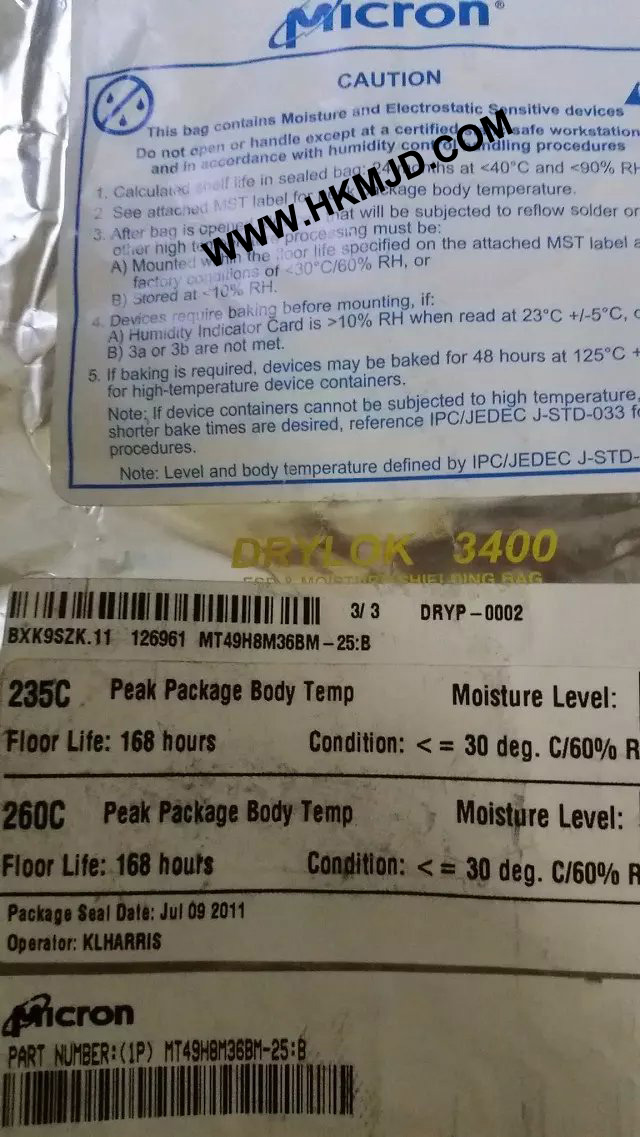 Micron®
CAUTION
This bag contains Moisture and Electrostatic Sensitive devices
Do not open or handle except at a certified safe workstation
and in accordance with humidity control handling procedures
1. Calculated shelf life in sealed bag: 24 at <40°C and <90% RH
2 See attached MST label for package body temperature.
3. After bag is opened, that will be subjected to reflow solder or
other high processing must be:
A) Mounted within the floor life specified on the attached MST label a
factory conditions of <30°C/60% RH, or
B) Stored at <10% RH.
4. Devices require baking before mounting, if:
A) Humidity Indicator Card is >10% RH when read at 23°C +/-5°C, o
B) 3a or 3b are not met.
5. If baking is required, devices may be baked for 48 hours at 125°C +
for high-temperature device containers.
Note: If device containers cannot be subjected to high temperature,
shorter bake times are desired, reference IPC/JEDEC J-STD-033 fo
procedures.
Note: Level and body temperature defined by IPC/JEDEC J-STD-
WWW.HKMJD.COM
DRYLOK 3400
ESD & MOISTURE SHIELDING BAG
3/ 3 DRYP-0002
BXK9SZK.11 126961 MT49H8M36BM-25:B
235C Peak Package Body Temp Moisture Level:
Floor Life: 168 hours Condition: < = 30 deg. C/60% R
260C Peak Package Body Temp Moisture Level:
Floor Life: 168 hours Condition: < = 30 deg. C/60% R
Package Seal Date: Jul 09 2011
Operator: KLHARRIS
Micron
PART NUMBER:(1P) MT49H8M36BM-25:B